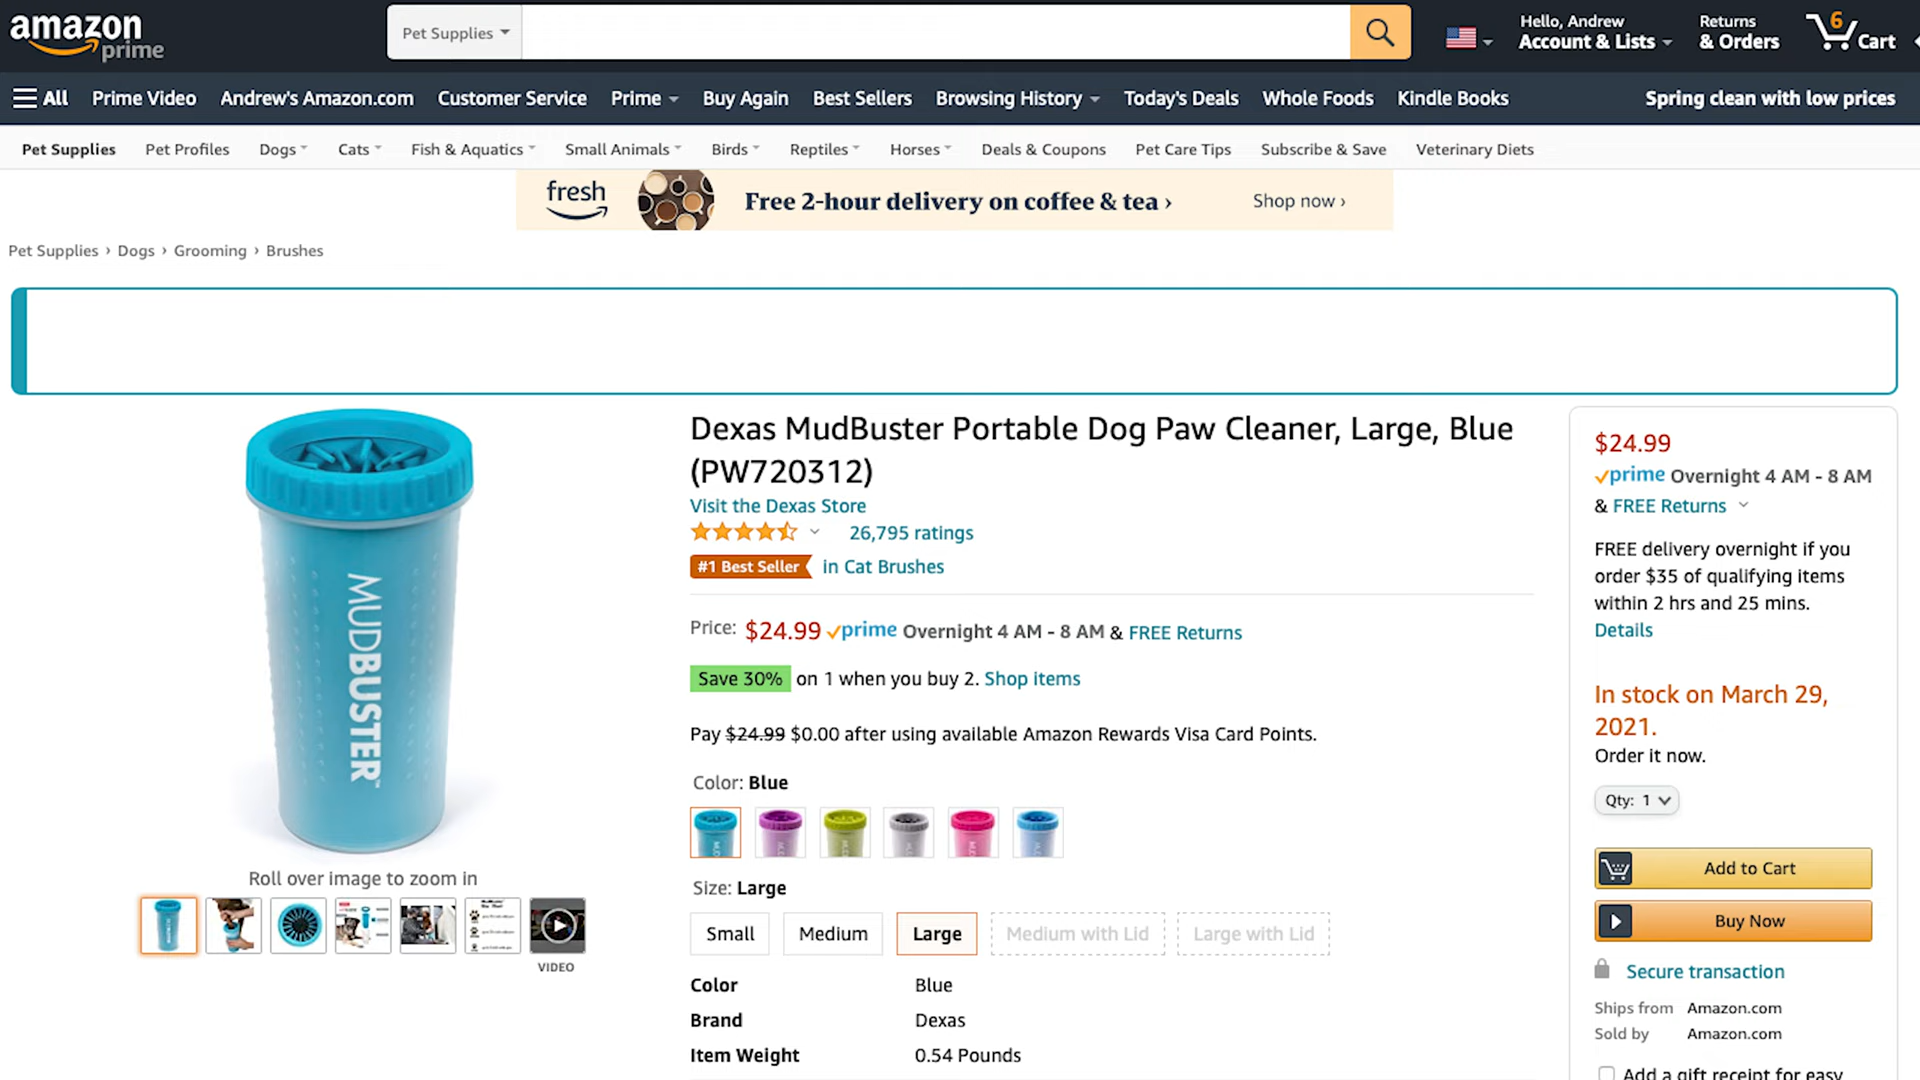 amazon
prime
Pet Supplies
Hello, Andrew
Account & Lists
Returns
& Orders
6
Cart
All
Prime Video
Andrew's Amazon.com
Customer Service
Prime
Buy Again
Best Sellers
Browsing History
Today's Deals
Whole Foods
Kindle Books
Spring clean with low prices
Pet Supplies
Pet Profiles
Dogs
Cats
Fish & Aquatics
Small Animals
Birds
Reptiles
Horses
Deals & Coupons
Pet Care Tips
Subscribe & Save
Veterinary Diets
fresh
Free 2-hour delivery on coffee & tea ›
Shop now ›
Pet Supplies › Dogs › Grooming › Brushes
MUDBUSTER™
Roll over image to zoom in
VIDEO
Dexas MudBuster Portable Dog Paw Cleaner, Large, Blue
(PW720312)
Visit the Dexas Store
26,795 ratings
#1 Best Seller in Cat Brushes
Price: $24.99 prime Overnight 4 AM - 8 AM & FREE Returns
Save 30% on 1 when you buy 2. Shop items
Pay $24.99 $0.00 after using available Amazon Rewards Visa Card Points.
Color: Blue
Size: Large
Small
Medium
Large
Medium with Lid
Large with Lid
Color Blue
Brand Dexas
Item Weight 0.54 Pounds
$24.99
prime Overnight 4 AM - 8 AM
& FREE Returns
FREE delivery overnight if you
order $35 of qualifying items
within 2 hrs and 25 mins.
Details
In stock on March 29,
2021.
Order it now.
Qty: 1
Add to Cart
Buy Now
Secure transaction
Ships from Amazon.com
Sold by Amazon.com
Add a gift receipt for easy